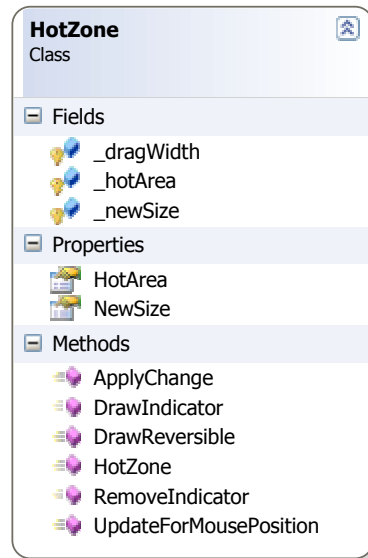 HotZone
Class
Fields
_dragWidth
_hotArea
_newSize
Properties
HotArea
NewSize
Methods
ApplyChange
DrawIndicator
DrawReversible
HotZone
RemoveIndicator
UpdateForMousePosition